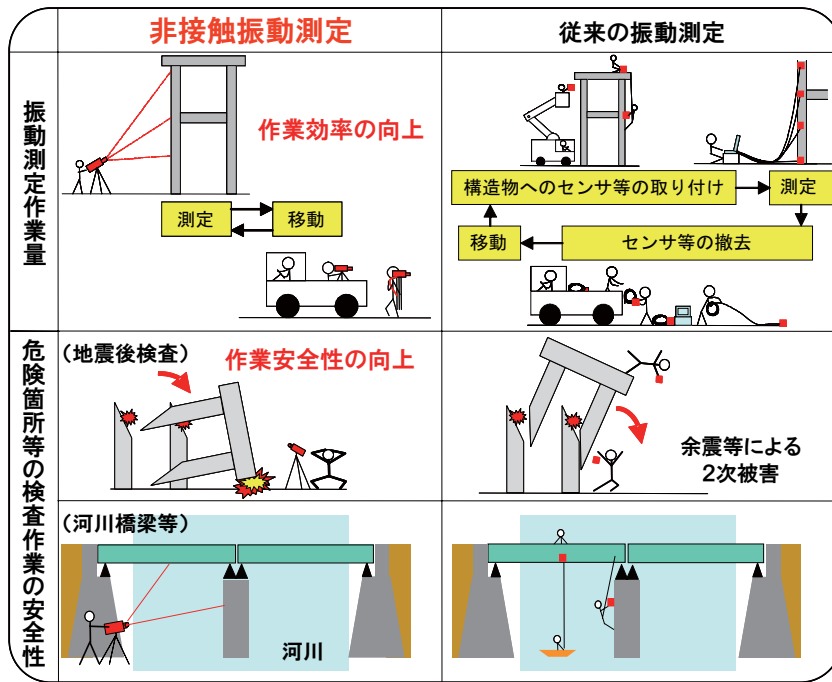 非接触振動測定
従来の振動測定
振動測定作業量
作業効率の向上
測定
移動
構造物へのセンサ等の取り付け
測定
移動
センサ等の撤去
危険箇所等の検査作業の安全性
（地震後検査）
作業安全性の向上
余震等による
2次被害
（河川橋梁等）
河川